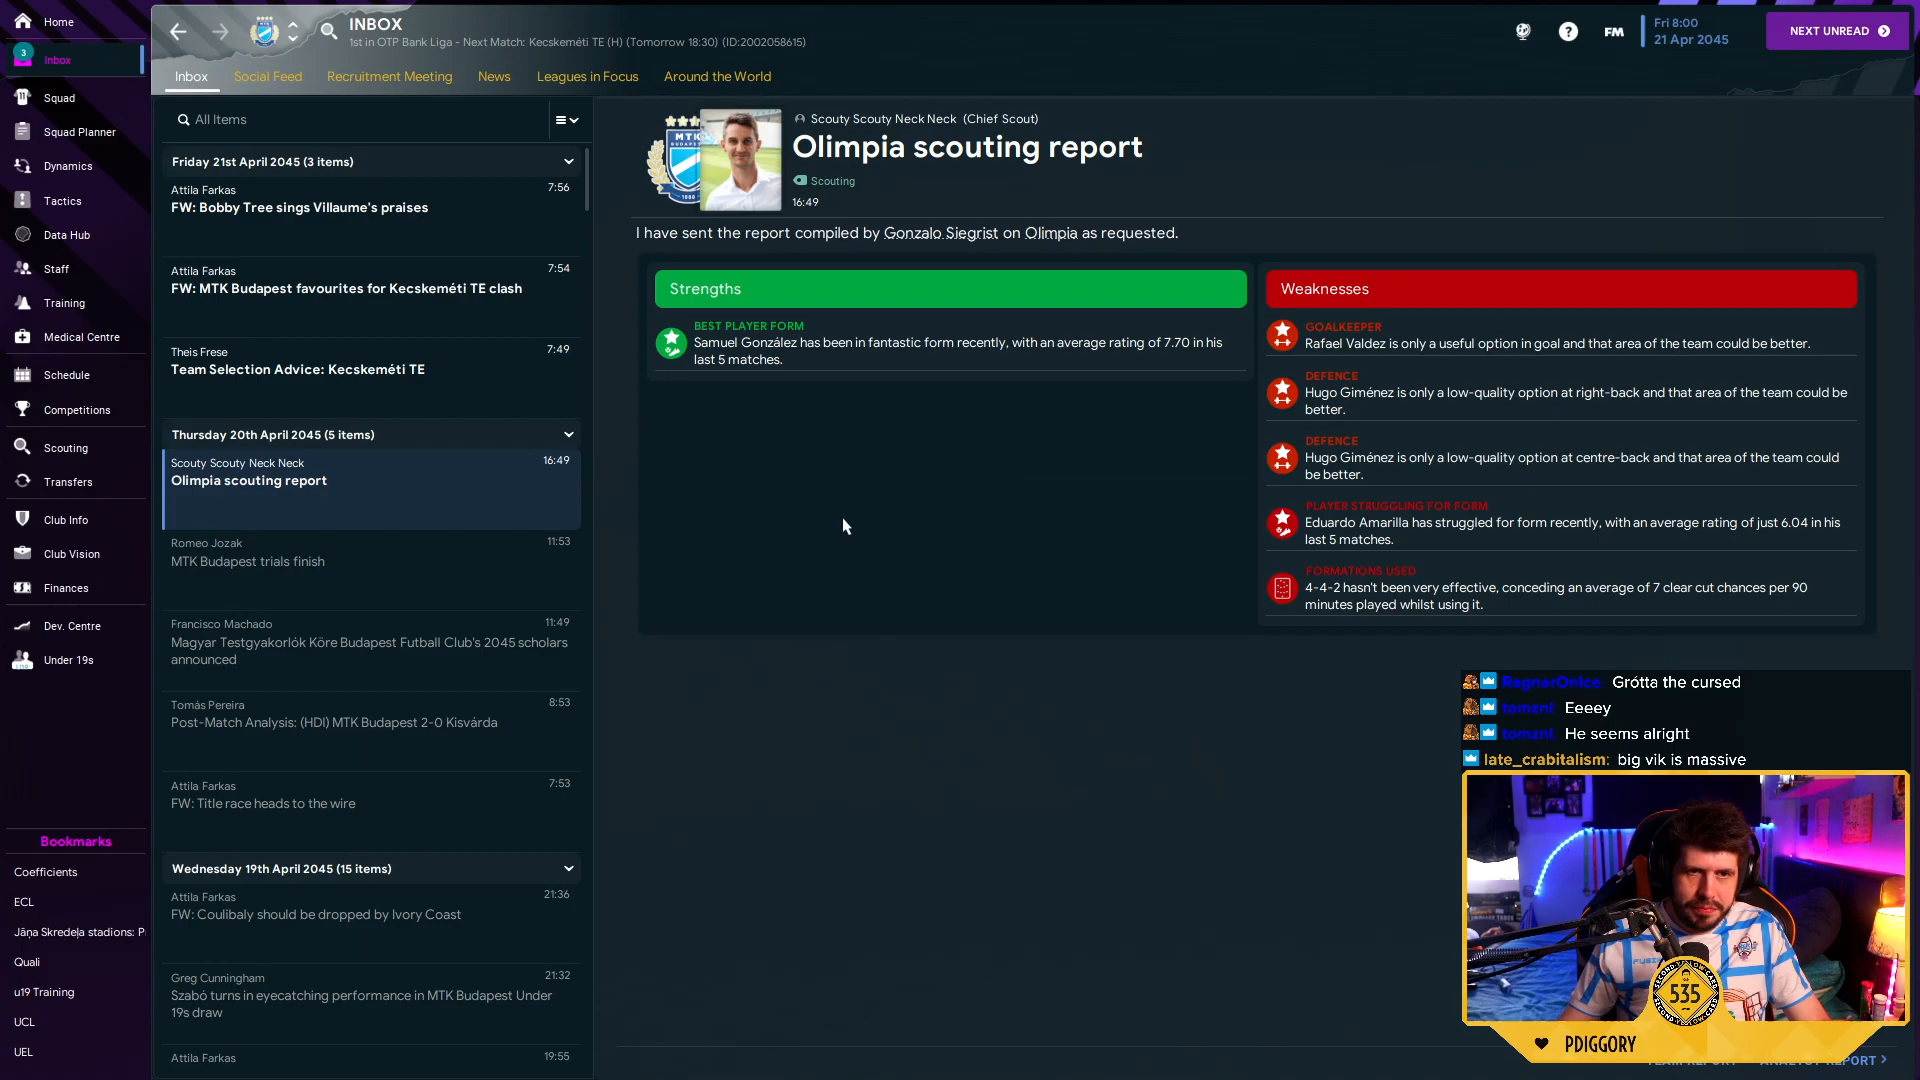 Home
3
Inbox
Squad
Squad Planner
Dynamics
Tactics
Data Hub
Staff
Training
Medical Centre
Schedule
Competitions
Scouting
Transfers
Club Info
Club Vision
Finances
Dev. Centre
Under 19s
Bookmarks
Coefficients
ECL
Jāņa Skredeļa stadions: P
Quali
u19 Training
UCL
UEL
INBOX
1st in OTP Bank Liga - Next Match: Kecskeméti TE (H) (Tomorrow 18:30) (ID:2002058615)
FM
Fri 8:00
21 Apr 2045
NEXT UNREAD
Inbox
Social Feed
Recruitment Meeting
News
Leagues in Focus
Around the World
All Items
Friday 21st April 2045 (3 items)
Attila Farkas 7:56
FW: Bobby Tree sings Villaume's praises
Attila Farkas 7:54
FW: MTK Budapest favourites for Kecskeméti TE clash
Theis Frese 7:49
Team Selection Advice: Kecskeméti TE
Thursday 20th April 2045 (5 items)
Scouty Scouty Neck Neck 16:49
Olimpia scouting report
Romeo Jozak 11:53
MTK Budapest trials finish
Francisco Machado 11:49
Magyar Testgyakorlók Köre Budapest Futball Club's 2045 scholars
announced
Tomás Pereira 8:53
Post-Match Analysis: (HDI) MTK Budapest 2-0 Kisvárda
Attila Farkas 7:53
FW: Title race heads to the wire
Wednesday 19th April 2045 (15 items)
Attila Farkas 21:36
FW: Coulibaly should be dropped by Ivory Coast
Greg Cunningham 21:32
Szabó turns in eyecatching performance in MTK Budapest Under
19s draw
Attila Farkas 19:55
MTK
1888
Scouty Scouty Neck Neck (Chief Scout)
Olimpia scouting report
Scouting
16:49
I have sent the report compiled by Gonzalo Siegrist on Olimpia as requested.
Strengths
BEST PLAYER FORM
Samuel González has been in fantastic form recently, with an average rating of 7.70 in his
last 5 matches.
Weaknesses
GOALKEEPER
Rafael Valdez is only a useful option in goal and that area of the team could be better.
DEFENCE
Hugo Giménez is only a low-quality option at right-back and that area of the team could be
better.
DEFENCE
Hugo Giménez is only a low-quality option at centre-back and that area of the team could
be better.
PLAYER STRUGGLING FOR FORM
Eduardo Amarilla has struggled for form recently, with an average rating of just 6.04 in his
last 5 matches.
FORMATIONS USED
4-4-2 hasn't been very effective, conceding an average of 7 clear cut chances per 90
minutes played whilst using it.
RagnarOnIce: Grótta the cursed
tomznl: Eeeey
tomznl: He seems alright
late_crabitalism: big vik is massive
SECOND YELLOW CARD
535
PDIGGORY